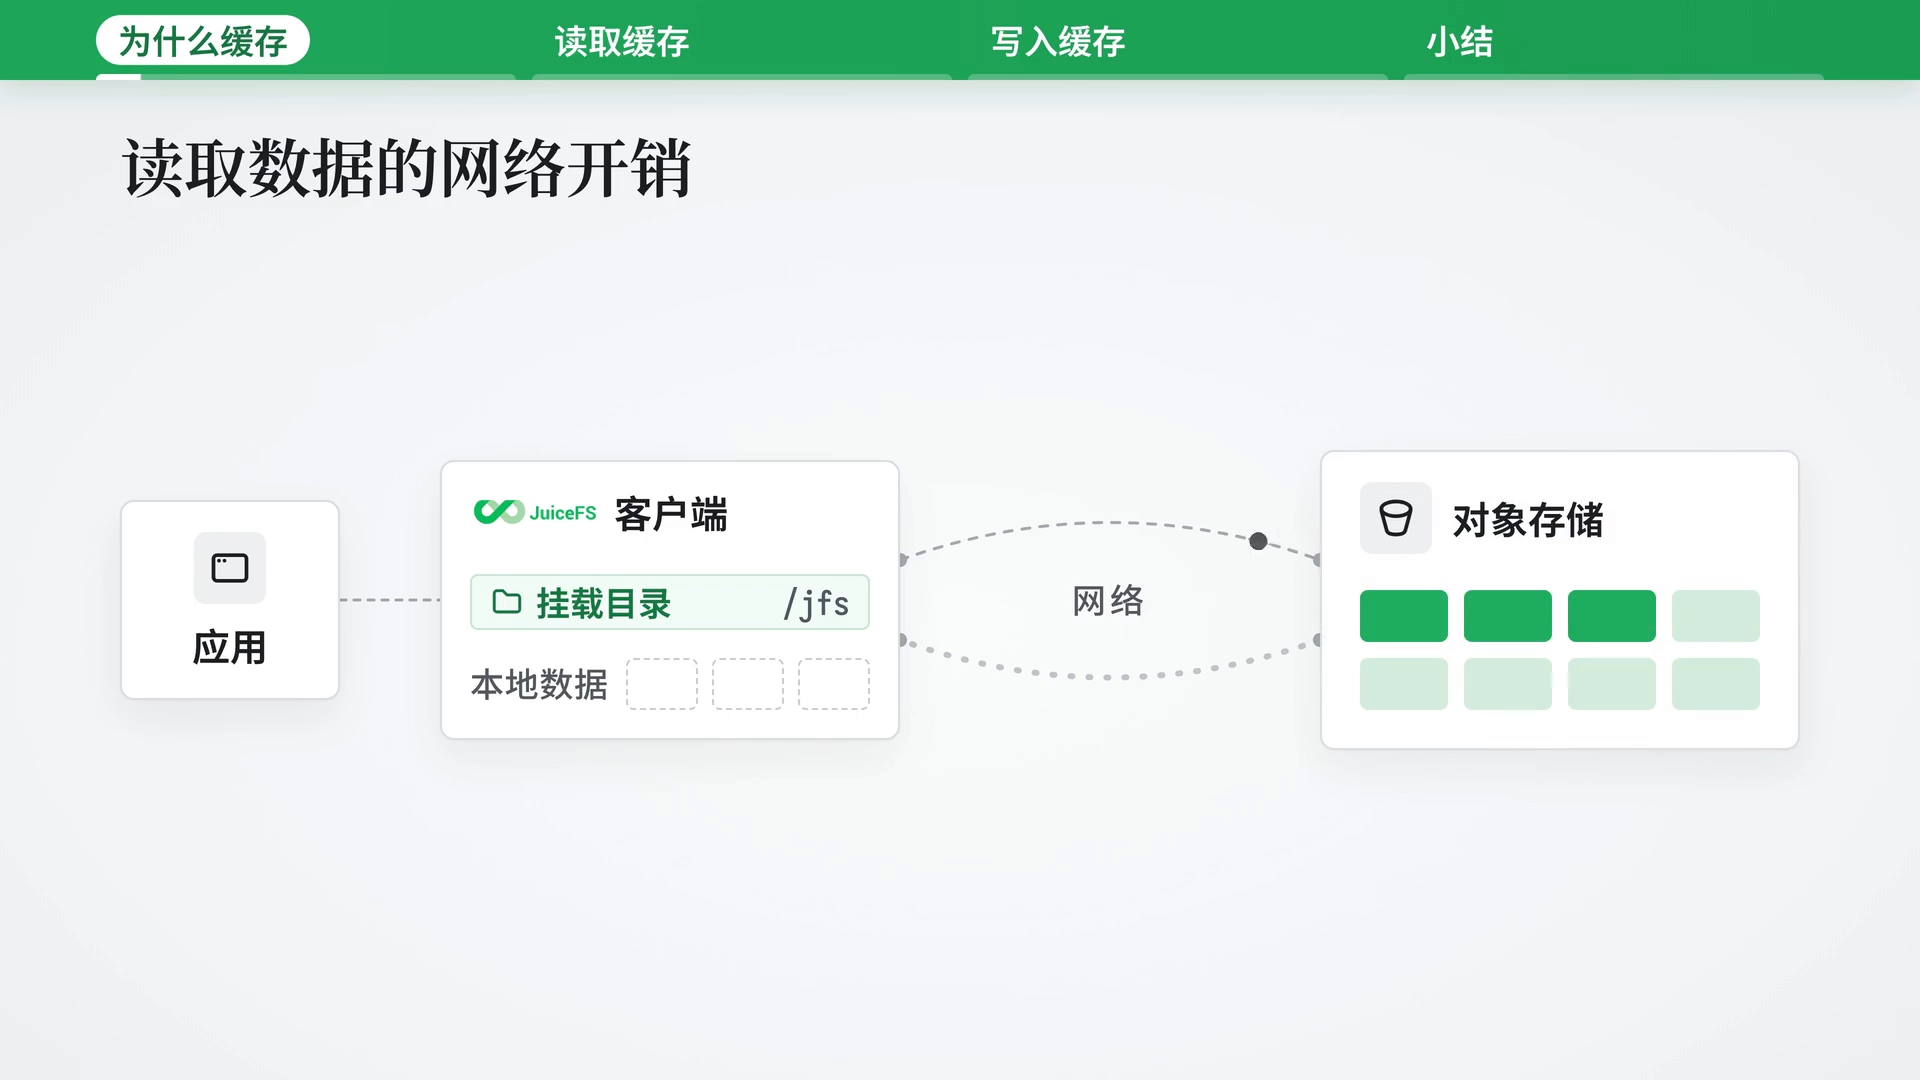 为什么缓存
读取缓存
写入缓存
小结
读取数据的网络开销
应用
JuiceFS 客户端
挂载目录 /jfs
本地数据
网络
对象存储